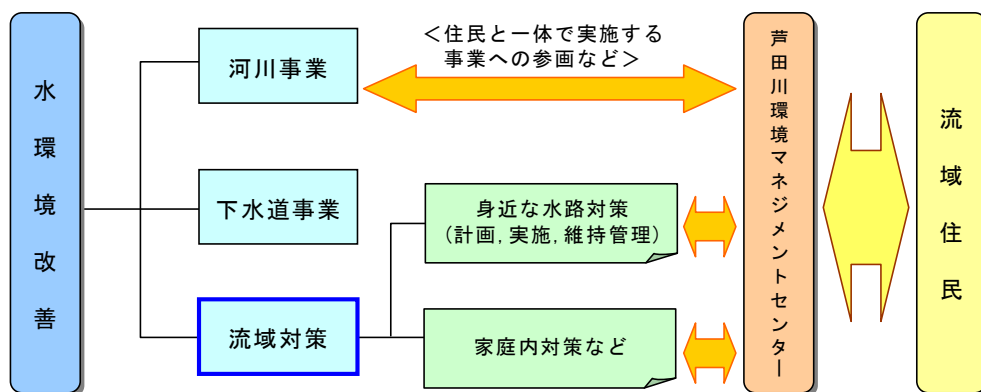 水環境改善
河川事業
下水道事業
流域対策
＜住民と一体で実施する
事業への参画など＞
身近な水路対策
（計画，実施，維持管理）
家庭内対策など
芦田川環境マネジメントセンター
流域住民